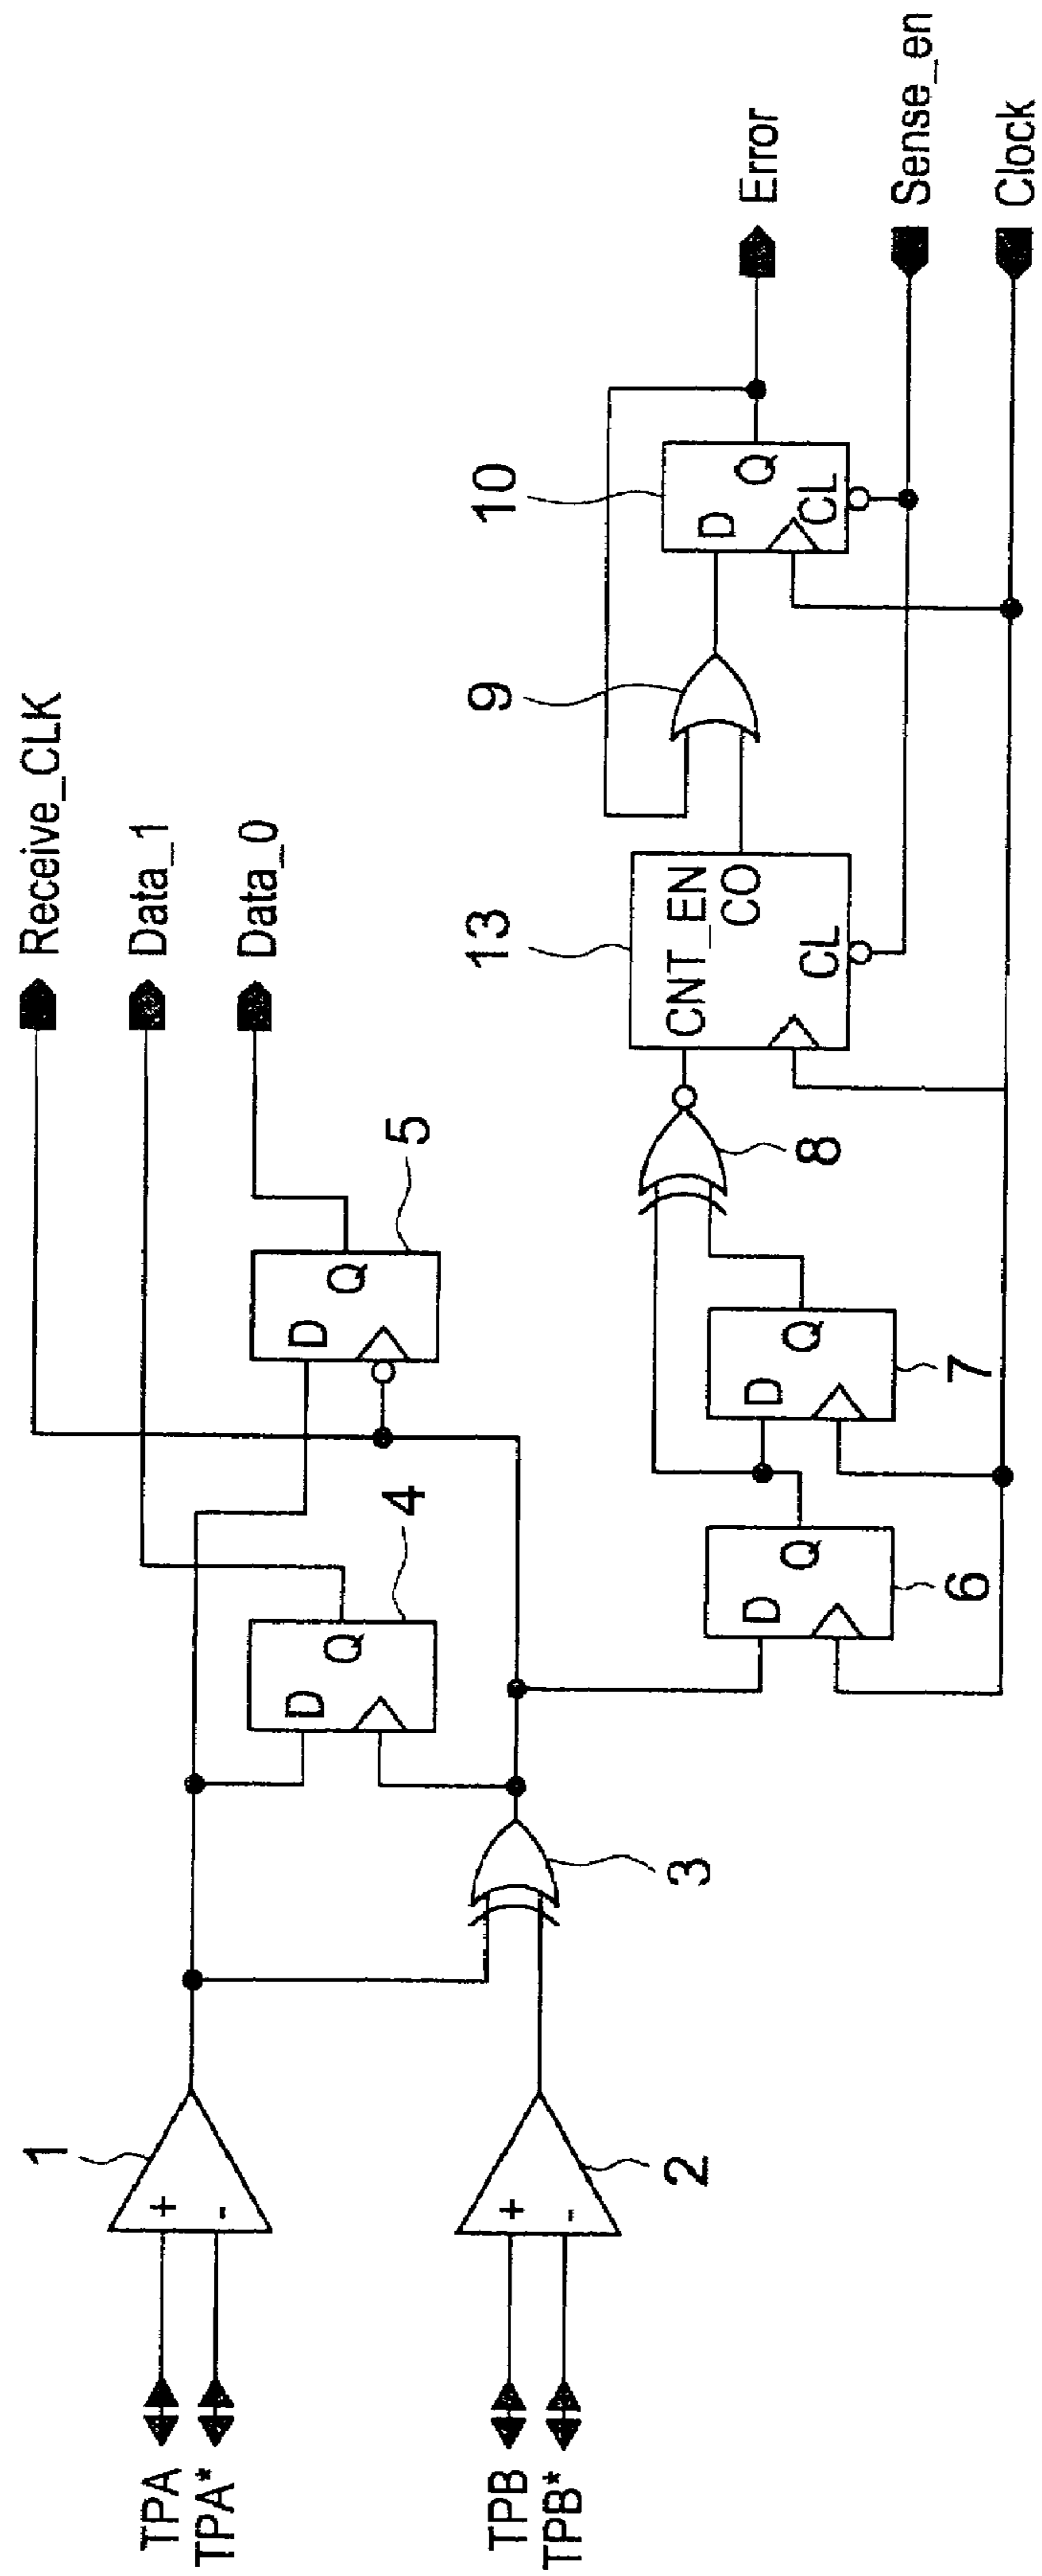 TPA
TPA*
TPB
TPB*
1
+
-
2
+
-
3
4
D
Q
5
D
Q
6
D
Q
7
D
Q
8
13
CNT_EN
CO
CL
9
10
D
Q
CL
Receive_CLK
Data_1
Data_0
Error
Sense_en
Clock